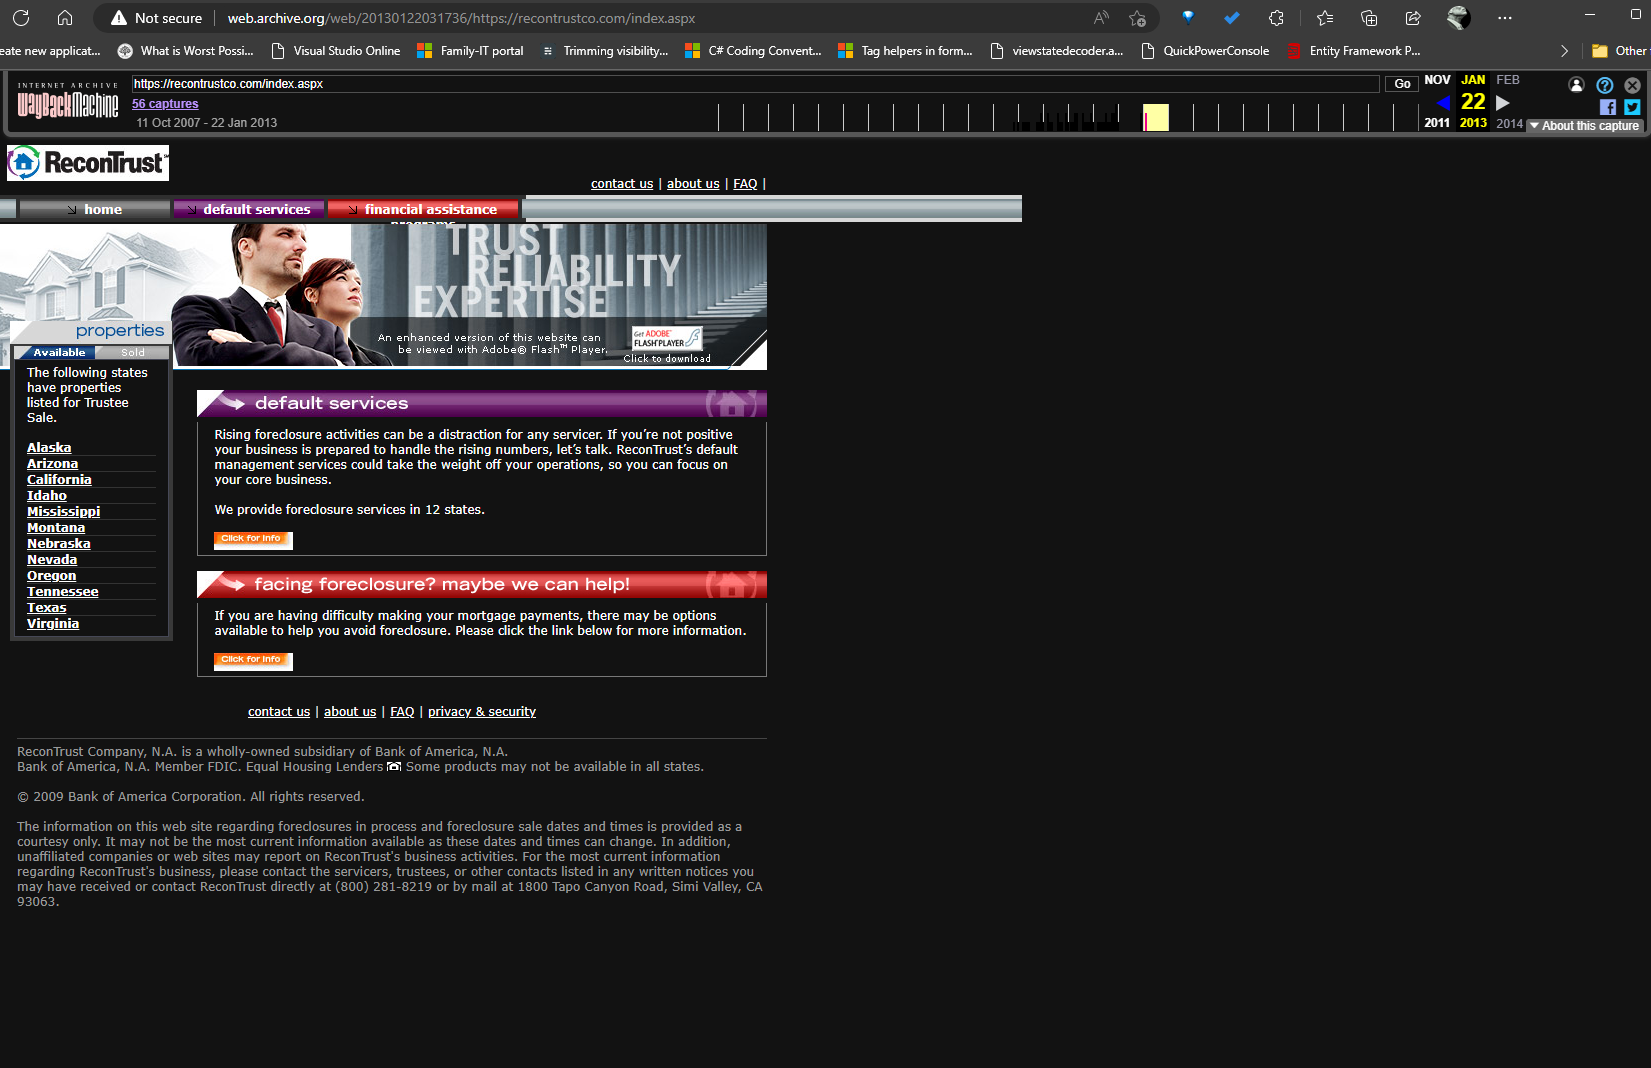 Not secure
web.archive.org/web/20130122031736/https://recontrustco.com/index.aspx
eate new applicat...
What is Worst Possi...
Visual Studio Online
Family-IT portal
Trimming visibility...
C# Coding Convent...
Tag helpers in form...
viewstatedecoder.a...
QuickPowerConsole
Entity Framework P...
Other
INTERNET ARCHIVE
WayBackMachine
https://recontrustco.com/index.aspx
Go
56 captures
11 Oct 2007 - 22 Jan 2013
NOV JAN FEB
22
2011 2013 2014
About this capture
ReconTrust
contact us | about us | FAQ |
home
default services
financial assistance
programs
TRUST
RELIABILITY
EXPERTISE
An enhanced version of this website can
be viewed with Adobe® Flash™ Player.
Get ADOBE®
FLASH® PLAYER
Click to download
properties
Available
Sold
The following states
have properties
listed for Trustee
Sale.
Alaska
Arizona
California
Idaho
Mississippi
Montana
Nebraska
Nevada
Oregon
Tennessee
Texas
Virginia
default services
Rising foreclosure activities can be a distraction for any servicer. If you’re not positive
your business is prepared to handle the rising numbers, let’s talk. ReconTrust’s default
management services could take the weight off your operations, so you can focus on
your core business.
We provide foreclosure services in 12 states.
Click for Info
facing foreclosure? maybe we can help!
If you are having difficulty making your mortgage payments, there may be options
available to help you avoid foreclosure. Please click the link below for more information.
Click for Info
contact us | about us | FAQ | privacy & security
ReconTrust Company, N.A. is a wholly-owned subsidiary of Bank of America, N.A.
Bank of America, N.A. Member FDIC. Equal Housing Lenders Some products may not be available in all states.
© 2009 Bank of America Corporation. All rights reserved.
The information on this web site regarding foreclosures in process and foreclosure sale dates and times is provided as a
courtesy only. It may not be the most current information available as these dates and times can change. In addition,
unaffiliated companies or web sites may report on ReconTrust's business activities. For the most current information
regarding ReconTrust's business, please contact the servicers, trustees, or other contacts listed in any written notices you
may have received or contact ReconTrust directly at (800) 281-8219 or by mail at 1800 Tapo Canyon Road, Simi Valley, CA
93063.